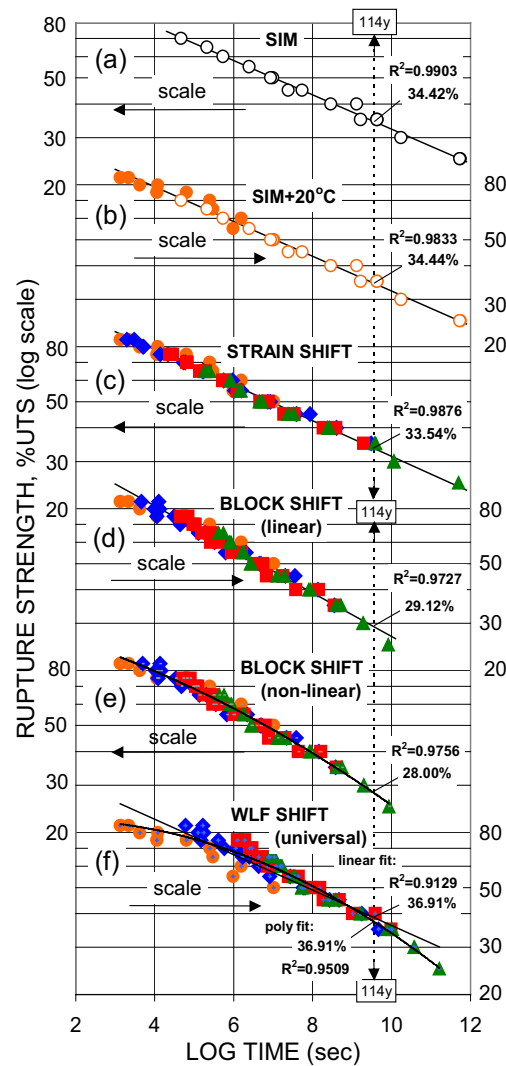 80
114y
(a)
SIM
R²=0.9903
34.42%
50
scale
30
20
80
(b)
SIM+20°C
R²=0.9833
34.44%
50
scale
30
80
20
STRAIN SHIFT
(c)
R²=0.9876
33.54%
50
scale
30
20
80
114y
BLOCK SHIFT
(linear)
(d)
R²=0.9727
29.12%
50
scale
30
80
20
BLOCK SHIFT
(non-linear)
(e)
R²=0.9756
28.00%
50
scale
30
20
80
WLF SHIFT
(universal)
(f)
linear fit:
R²=0.9129
36.91%
50
scale
poly fit:
36.91%
R²=0.9509
30
114y
20
2 4 6 8 10 12
LOG TIME (sec)
RUPTURE STRENGTH, %UTS (log scale)